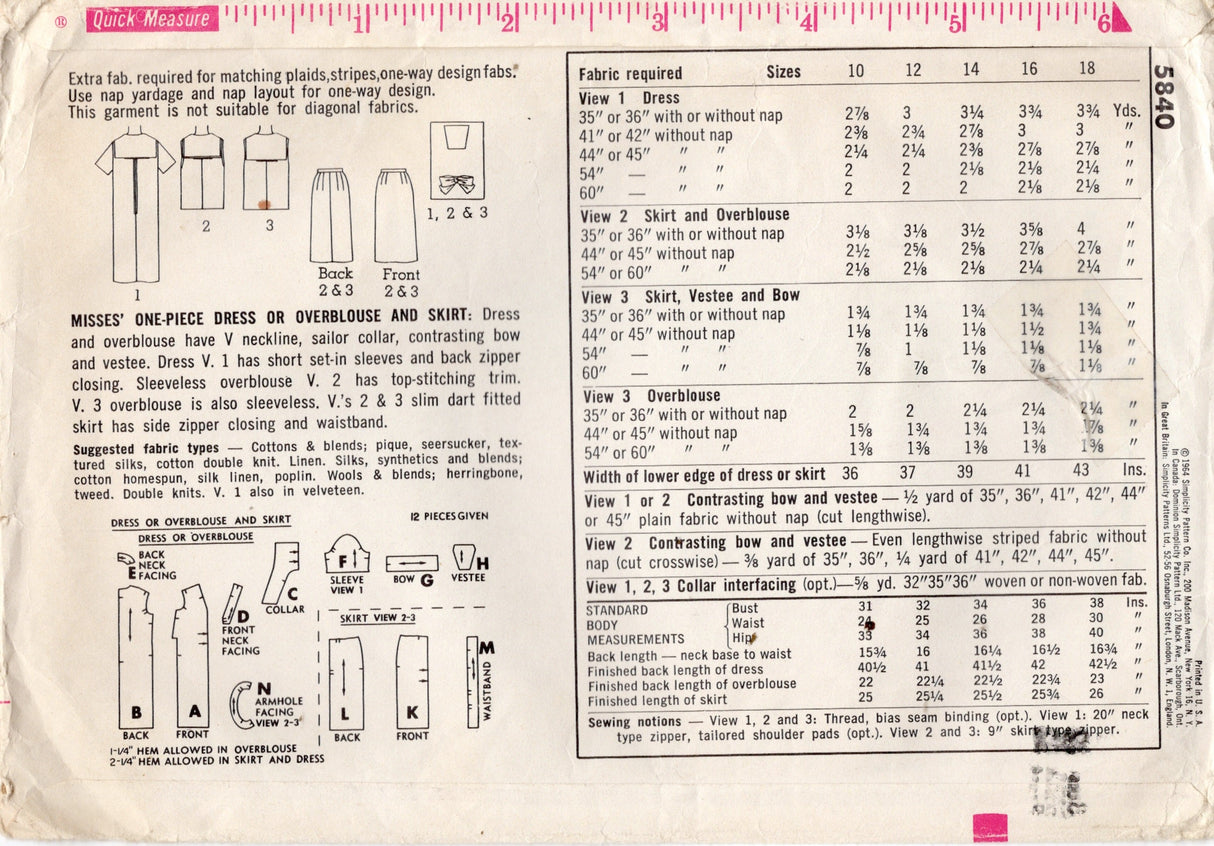 ® Quick Measure 1 2 3 4 5 6
Extra fab. required for matching plaids,stripes,one-way design fabs.
Use nap yardage and nap layout for one-way design.
This garment is not suitable for diagonal fabrics.
1
2
3
1, 2 & 3
Back Front
2 & 3 2 & 3
MISSES' ONE-PIECE DRESS OR OVERBLOUSE AND SKIRT: Dress
and overblouse have V neckline, sailor collar, contrasting bow
and vestee. Dress V. 1 has short set-in sleeves and back zipper
closing. Sleeveless overblouse V. 2 has top-stitching trim.
V. 3 overblouse is also sleeveless. V.'s 2 & 3 slim dart fitted
skirt has side zipper closing and waistband.
Suggested fabric types — Cottons & blends; pique, seersucker, tex-
tured silks, cotton double knit. Linen. Silks, synthetics and blends;
cotton homespun, silk linen, poplin. Wools & blends; herringbone,
tweed. Double knits. V. 1 also in velveteen.
DRESS OR OVERBLOUSE AND SKIRT 12 PIECES GIVEN
DRESS OR OVERBLOUSE
BACK
NECK
E FACING
C
COLLAR
F
SLEEVE
VIEW 1
BOW G
H
VESTEE
D
FRONT
NECK
FACING
SKIRT VIEW 2-3
N
ARMHOLE
FACING
VIEW 2-3
B
BACK
A
FRONT
L
BACK
K
FRONT
M
WAISTBAND
1-1/4" HEM ALLOWED IN OVERBLOUSE
2-1/4" HEM ALLOWED IN SKIRT AND DRESS
Fabric required Sizes 10 12 14 16 18
View 1 Dress
35" or 36" with or without nap 2⅞ 3 3¼ 3¾ 3¾ Yds.
41" or 42" without nap 2⅜ 2¾ 2⅞ 3 3 "
44" or 45" " " 2¼ 2¼ 2⅜ 2⅞ 2⅞ "
54" — " " 2 2 2⅛ 2⅛ 2¼ "
60" — " " 2 2 2 2⅛ 2⅛ "
View 2 Skirt and Overblouse
35" or 36" with or without nap 3⅛ 3⅛ 3½ 3⅝ 4 "
44" or 45" without nap 2½ 2⅝ 2⅝ 2⅞ 2⅞ "
54" or 60" " " 2⅛ 2⅛ 2⅛ 2¼ 2¼ "
View 3 Skirt, Vestee and Bow
35" or 36" with or without nap 1¾ 1¾ 1¾ 1¾ 1¾ "
44" or 45" without nap 1⅛ 1⅛ 1⅛ 1½ 1¾ "
54" — " " ⅞ 1 1⅛ 1⅛ 1⅛ "
60" — " " ⅞ ⅞ ⅞ ⅞ 1⅛ "
View 3 Overblouse
35" or 36" with or without nap 2 2 2¼ 2¼ 2¼ "
44" or 45" without nap 1⅝ 1¾ 1¾ 1¾ 1⅞ "
54" or 60" " " 1⅜ 1⅜ 1⅜ 1⅜ 1⅜ "
Width of lower edge of dress or skirt 36 37 39 41 43 Ins.
View 1 or 2 Contrasting bow and vestee — ½ yard of 35", 36", 41", 42", 44"
or 45" plain fabric without nap (cut lengthwise).
View 2 Contrasting bow and vestee — Even lengthwise striped fabric without
nap (cut crosswise) — ⅜ yard of 35", 36", ¼ yard of 41", 42", 44", 45".
View 1, 2, 3 Collar interfacing (opt.)—⅝ yd. 32"35"36" woven or non-woven fab.
STANDARD Bust 31 32 34 36 38 Ins.
BODY Waist 24 25 26 28 30 "
MEASUREMENTS Hip 33 34 36 38 40 "
Back length — neck base to waist 15¾ 16 16¼ 16½ 16¾ "
Finished back length of dress 40½ 41 41½ 42 42½ "
Finished back length of overblouse 22 22¼ 22½ 22¾ 23 "
Finished length of skirt 25 25¼ 25½ 25¾ 26 "
Sewing notions — View 1, 2 and 3: Thread, bias seam binding (opt.). View 1: 20" neck
type zipper, tailored shoulder pads (opt.). View 2 and 3: 9" skirt type zipper.
5840
Printed in U. S. A.
© 1964 Simplicity Pattern Co. Inc., 200 Madison Avenue, New York 16, N. Y.
In Canada: Dominion Simplicity Pattern Ltd., 120 Mack Ave., Scarborough, Ont.
In Great Britain: Simplicity Patterns Ltd., 52-56 Osnaburgh Street, London, N. W. 1, England.